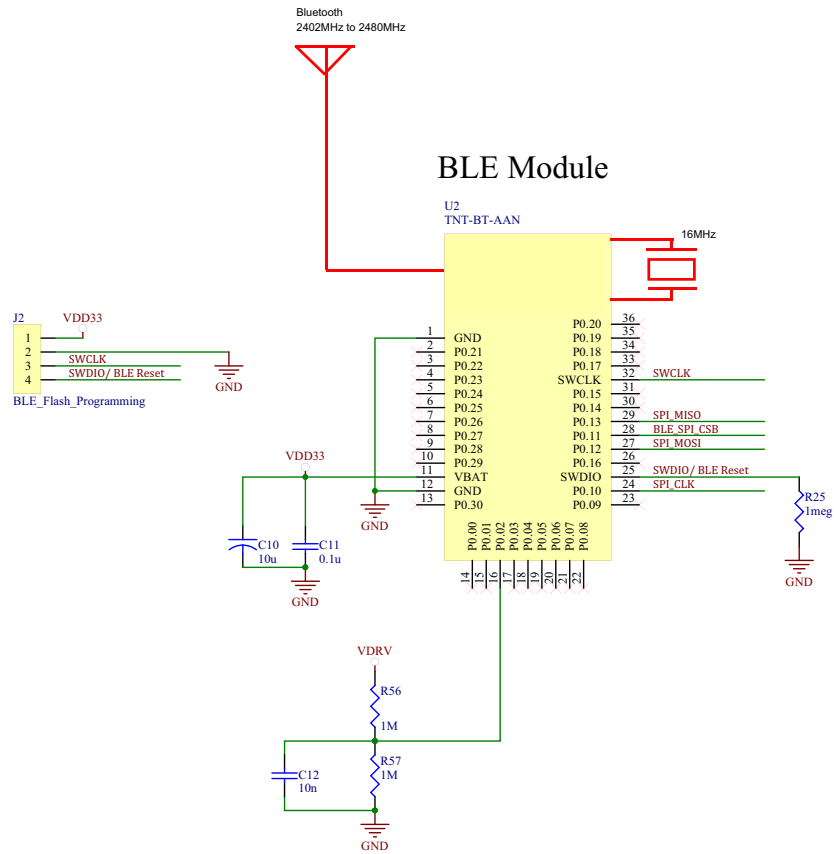 Bluetooth
2402MHz to 2480MHz
BLE Module
U2
TNT-BT-AAN
16MHz
J2
VDD33
1
2
3
4
SWCLK
SWDIO/ BLE Reset
GND
BLE_Flash_Programming
1 GND
2 P0.21
3 P0.22
4 P0.23
5 P0.24
6 P0.25
7 P0.26
8 P0.27
9 P0.28
10 P0.29
11 VBAT
12 GND
13 P0.30
P0.20 36
P0.19 35
P0.18 34
P0.17 33
SWCLK 32 SWCLK
P0.15 31
P0.14 30
P0.13 29 SPI_MISO
P0.11 28 BLE_SPI_CSB
P0.12 27 SPI_MOSI
P0.16 26
SWDIO 25 SWDIO/ BLE Reset
P0.10 24 SPI_CLK
P0.09 23
P0.00 P0.01 P0.02 P0.03 P0.04 P0.05 P0.06 P0.07 P0.08
14 15 16 17 18 19 20 21 22
VDD33
GND
C10
10u
C11
0.1u
GND
R25
1meg
GND
VDRV
R56
1M
R57
1M
C12
10n
GND